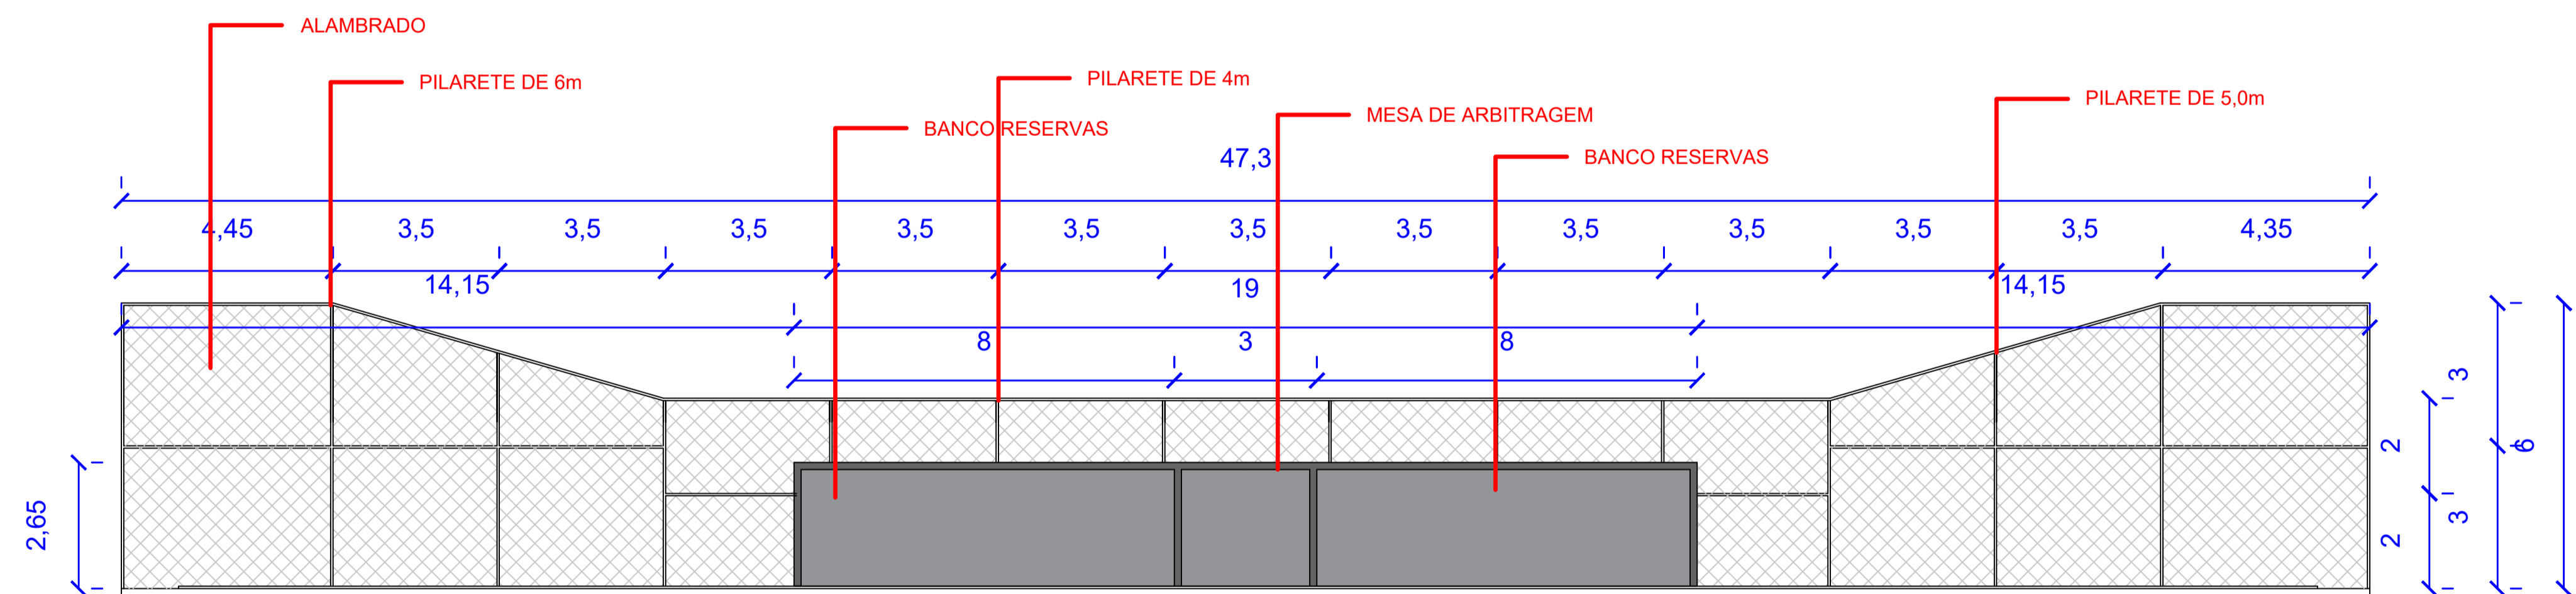 ALAMBRADO
PILARETE DE 6m
PILARETE DE 4m
PILARETE DE 5,0m
MESA DE ARBITRAGEM
BANCO RESERVAS
BANCO RESERVAS
47,3
4,45 3,5 3,5 3,5 3,5 3,5 3,5 3,5 3,5 3,5 3,5 3,5 4,35
14,15 19 14,15
8 3 8
3
2
6
2,65
3
2